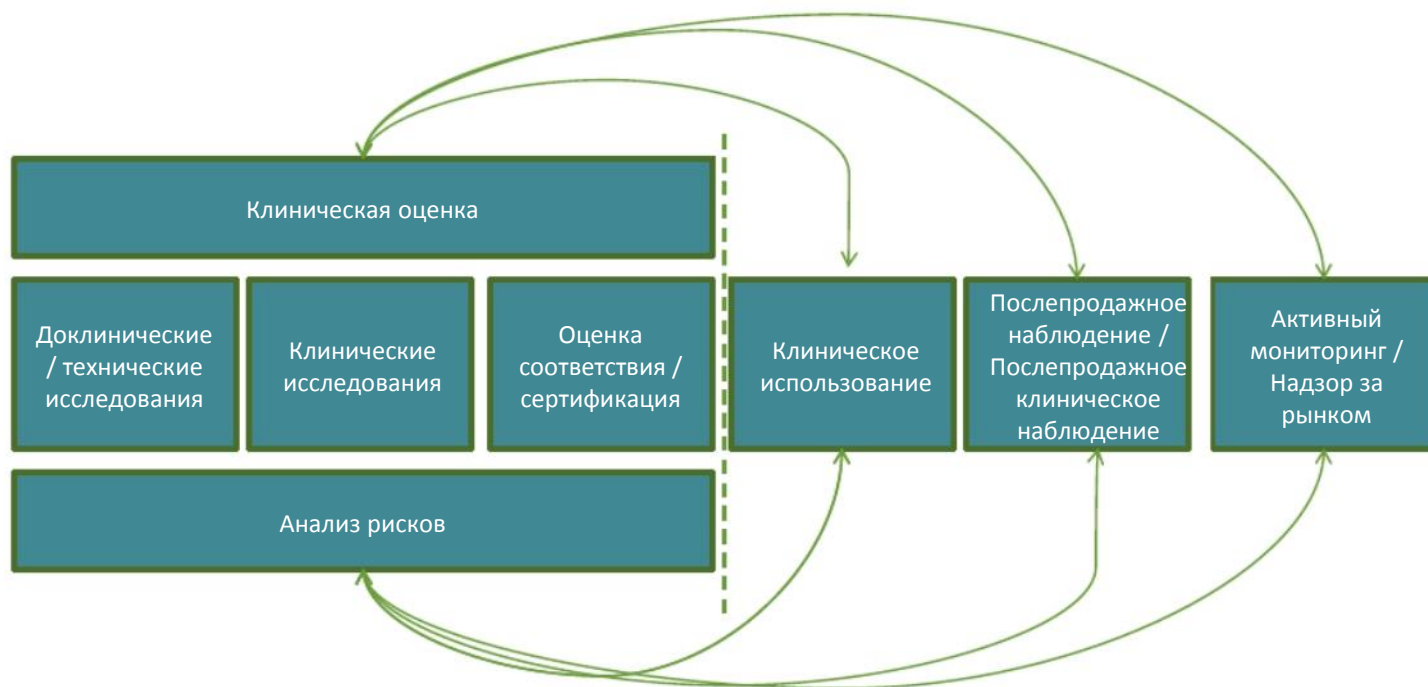 Клиническая оценка
Доклинические
/ технические
исследования
Клинические
исследования
Оценка
соответствия /
сертификация
Клиническое
использование
Послепродажное
наблюдение /
Послепродажное
клиническое
наблюдение
Активный
мониторинг /
Надзор за
рынком
Анализ рисков